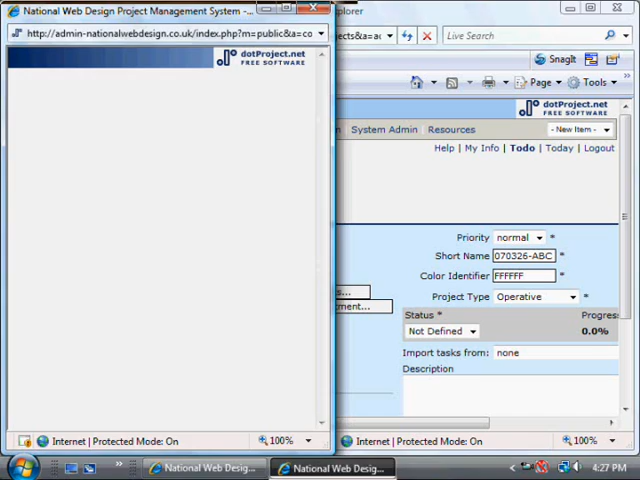 National Web Design Project Management System -...
http://admin-nationalwebdesign.co.uk/index.php?m=public&a=co
dotProject.net
FREE SOFTWARE
Internet | Protected Mode: On
100%
plorer
ects&a=ac
Live Search
SnagIt
Page
Tools
dotProject.net
FREE SOFTWARE
System Admin
Resources
- New Item -
Help | My Info | Todo | Today | Logout
Priority normal *
Short Name 070326-ABC *
Color Identifier FFFFFF *
Project Type Operative *
s...
tment...
Status * Progres
Not Defined 0.0%
Import tasks from: none
Description
Internet | Protected Mode: On
100%
National Web Desig...
National Web Desig...
4:27 PM